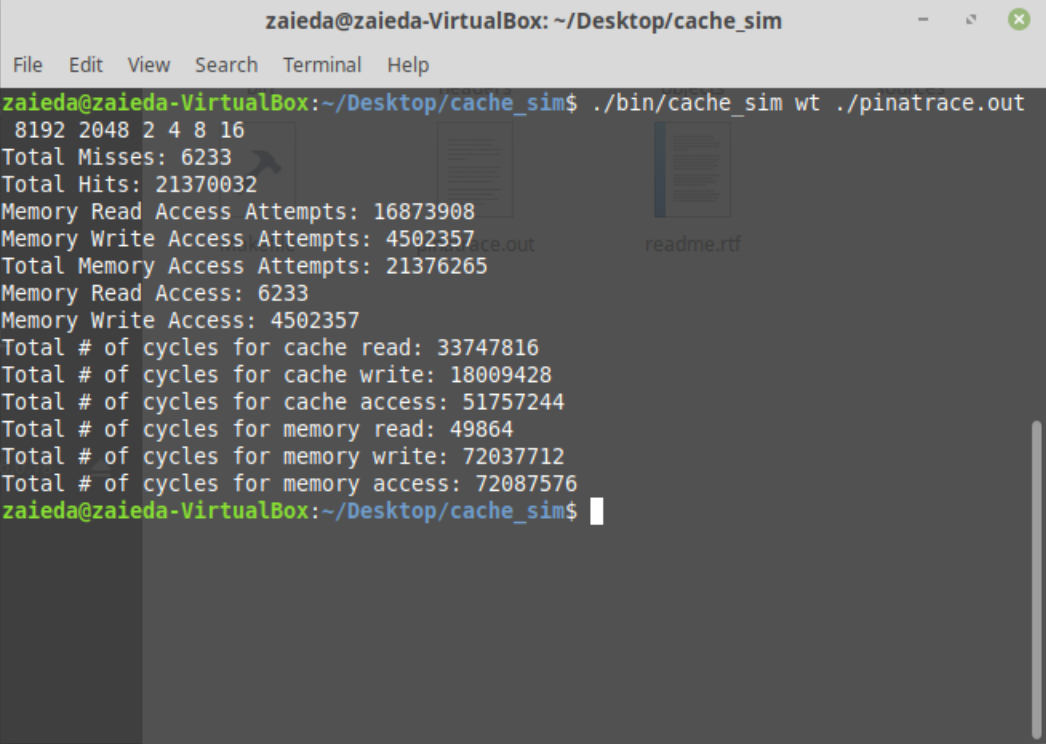 zaieda@zaieda-VirtualBox: ~/Desktop/cache_sim
File Edit View Search Terminal Help
zaieda@zaieda-VirtualBox:~/Desktop/cache_sim$ ./bin/cache_sim wt ./pinatrace.out
8192 2048 2 4 8 16
Total Misses: 6233
Total Hits: 21370032
Memory Read Access Attempts: 16873908
Memory Write Access Attempts: 4502357
Total Memory Access Attempts: 21376265
Memory Read Access: 6233
Memory Write Access: 4502357
Total # of cycles for cache read: 33747816
Total # of cycles for cache write: 18009428
Total # of cycles for cache access: 51757244
Total # of cycles for memory read: 49864
Total # of cycles for memory write: 72037712
Total # of cycles for memory access: 72087576
zaieda@zaieda-VirtualBox:~/Desktop/cache_sim$
readme.rtf